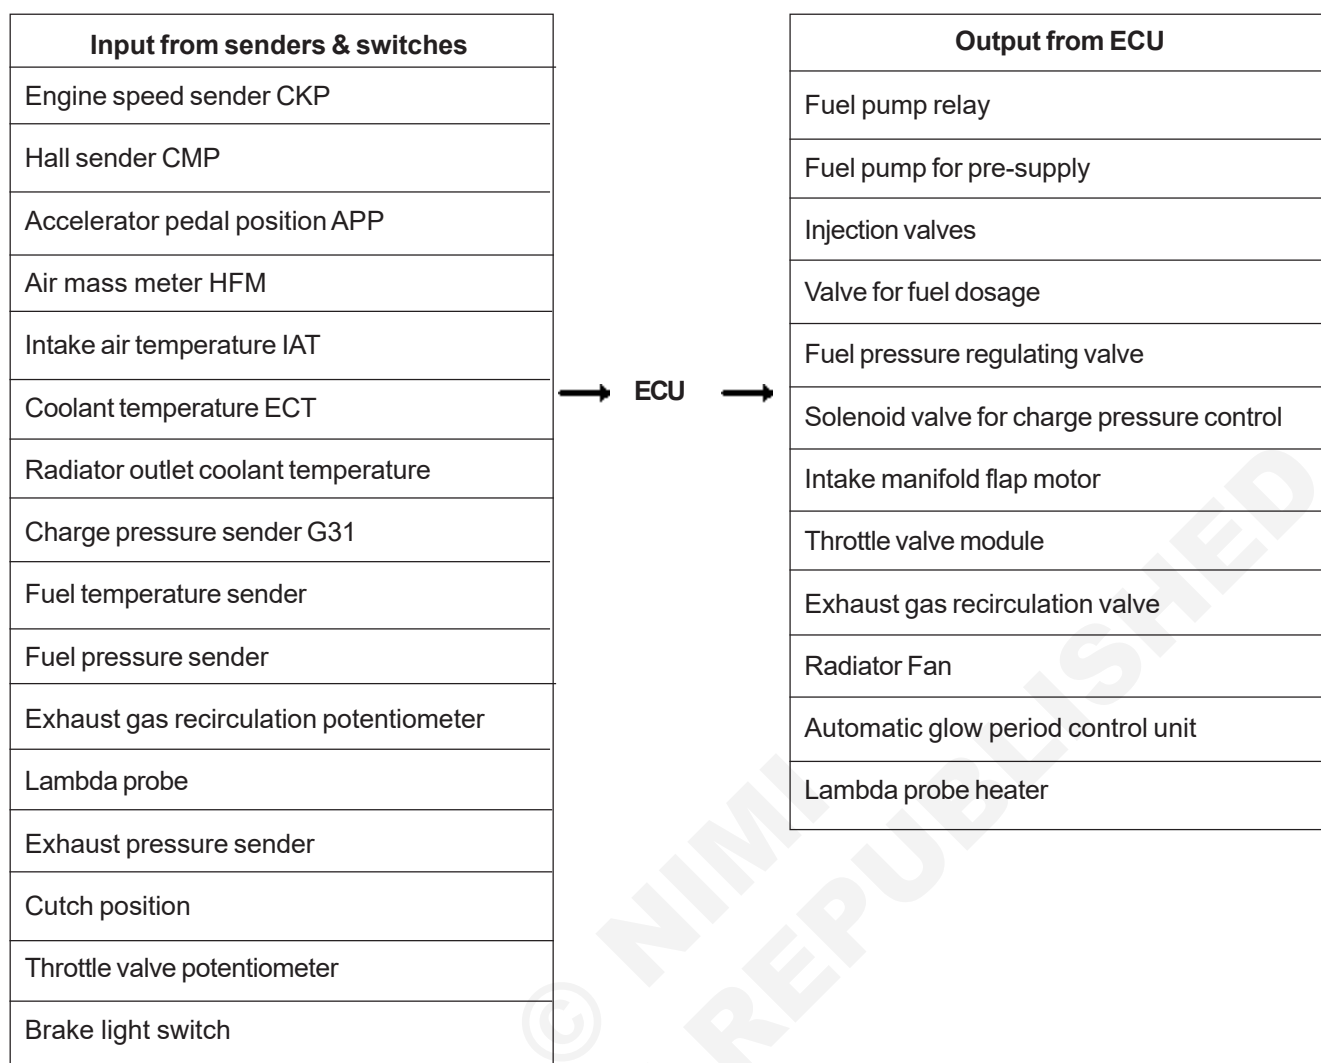 Input from senders & switches
Engine speed sender CKP
Hall sender CMP
Accelerator pedal position APP
Air mass meter HFM
Intake air temperature IAT
Coolant temperature ECT
Radiator outlet coolant temperature
Charge pressure sender G31
Fuel temperature sender
Fuel pressure sender
Exhaust gas recirculation potentiometer
Lambda probe
Exhaust pressure sender
Cutch position
Throttle valve potentiometer
Brake light switch
ECU
Output from ECU
Fuel pump relay
Fuel pump for pre-supply
Injection valves
Valve for fuel dosage
Fuel pressure regulating valve
Solenoid valve for charge pressure control
Intake manifold flap motor
Throttle valve module
Exhaust gas recirculation valve
Radiator Fan
Automatic glow period control unit
Lambda probe heater
© NIMI
REPUBLISHED